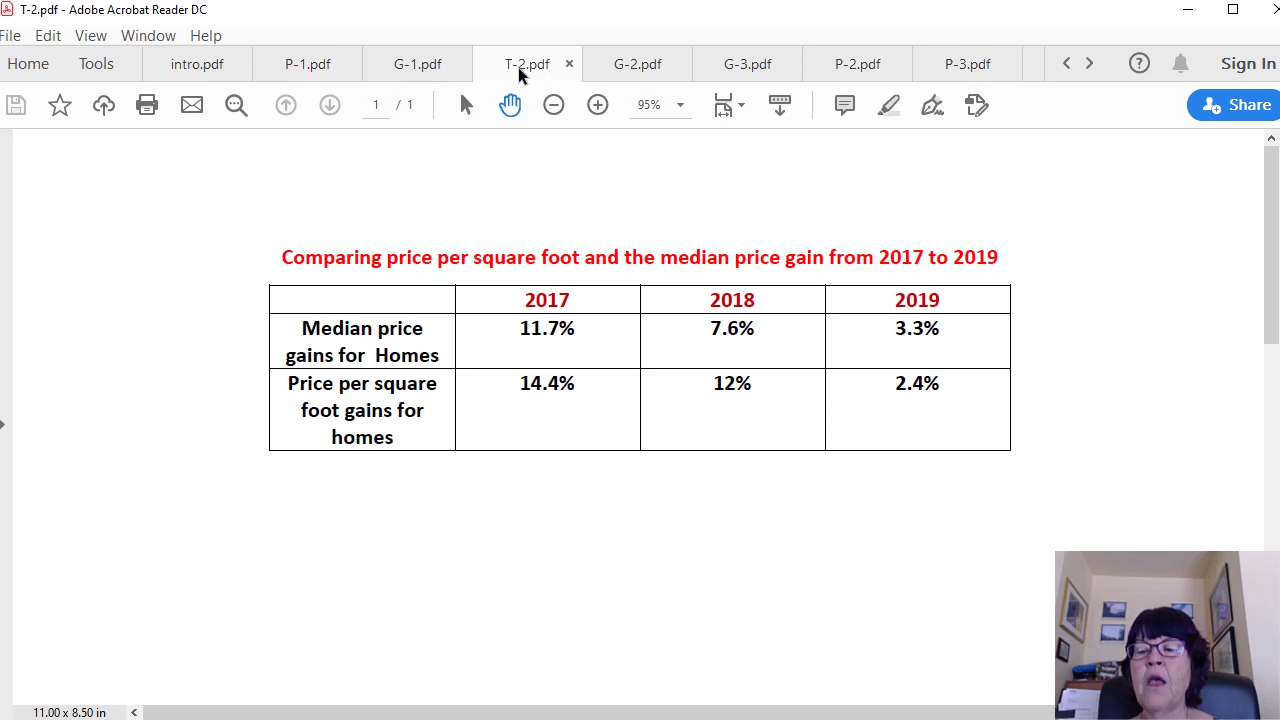 T-2.pdf - Adobe Acrobat Reader DC
File Edit View Window Help
Home Tools intro.pdf P-1.pdf G-1.pdf T-2.pdf × G-2.pdf G-3.pdf P-2.pdf P-3.pdf Sign In
1 / 1 95% Share
Comparing price per square foot and the median price gain from 2017 to 2019
2017 2018 2019
Median price 11.7% 7.6% 3.3%
gains for Homes
Price per square 14.4% 12% 2.4%
foot gains for
homes
11.00 x 8.50 in